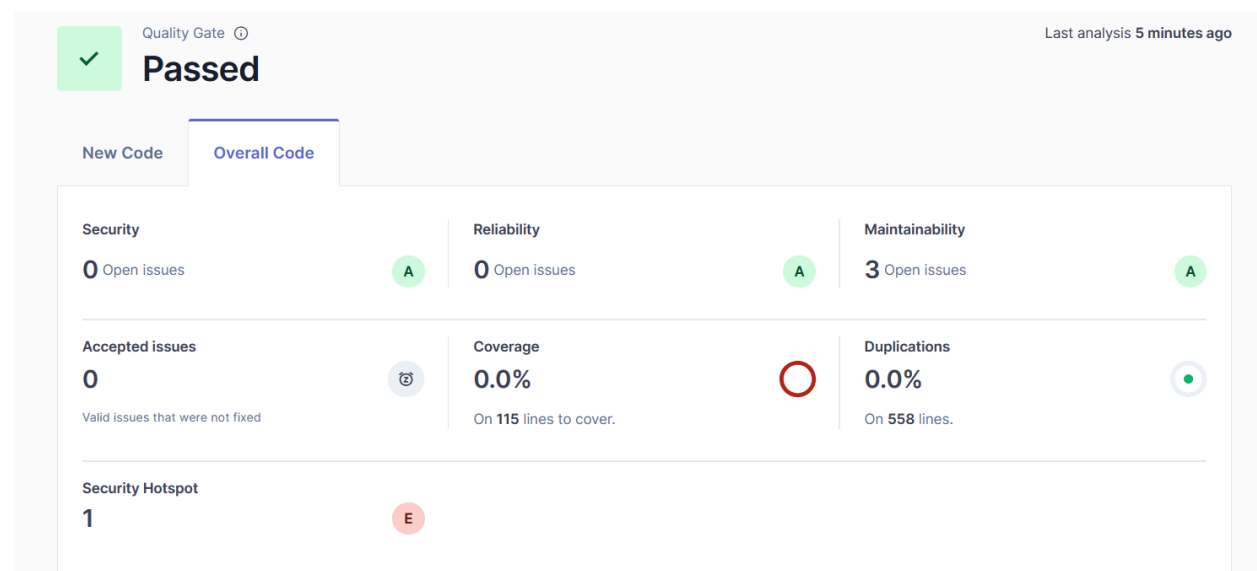 Quality Gate
Last analysis 5 minutes ago
Passed
New Code
Overall Code
Security
0 Open issues
A
Reliability
0 Open issues
A
Maintainability
3 Open issues
A
Accepted issues
0
Valid issues that were not fixed
Coverage
0.0%
On 115 lines to cover.
Duplications
0.0%
On 558 lines.
Security Hotspot
1
E